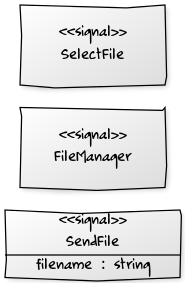 <<signal>>
SelectFile
<<signal>>
FileManager
<<signal>>
SendFile
filename : string